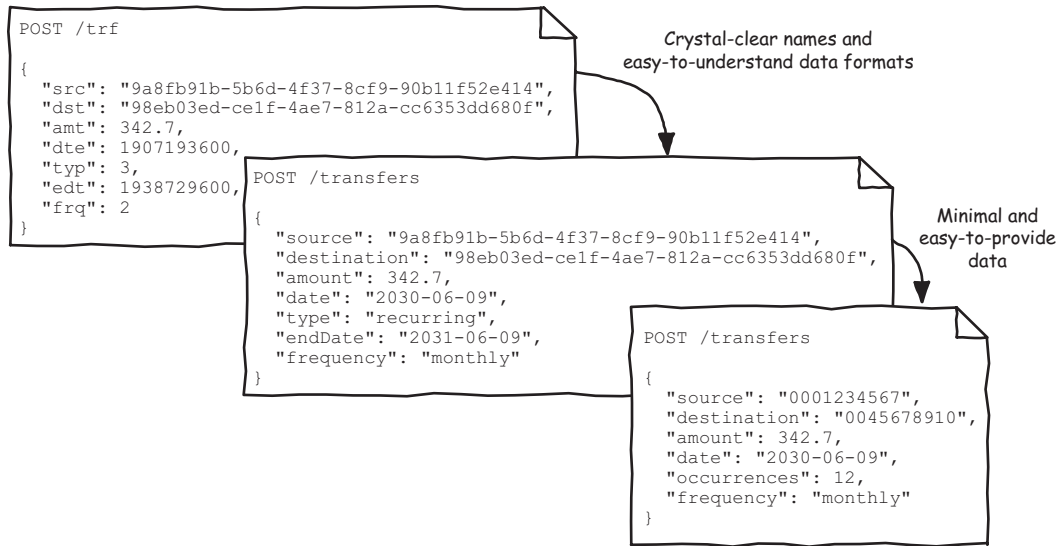 POST /trf
{
"src": "9a8fb91b-5b6d-4f37-8cf9-90b11f52e414",
"dst": "98eb03ed-ce1f-4ae7-812a-cc6353dd680f",
"amt": 342.7,
"dte": 1907193600,
"typ": 3,
"edt": 1938729600,
"frq": 2
}
Crystal-clear names and
easy-to-understand data formats
POST /transfers
{
"source": "9a8fb91b-5b6d-4f37-8cf9-90b11f52e414",
"destination": "98eb03ed-ce1f-4ae7-812a-cc6353dd680f",
"amount": 342.7,
"date": "2030-06-09",
"type": "recurring",
"endDate": "2031-06-09",
"frequency": "monthly"
}
Minimal and
easy-to-provide
data
POST /transfers
{
"source": "0001234567",
"destination": "0045678910",
"amount": 342.7,
"date": "2030-06-09",
"occurrences": 12,
"frequency": "monthly"
}